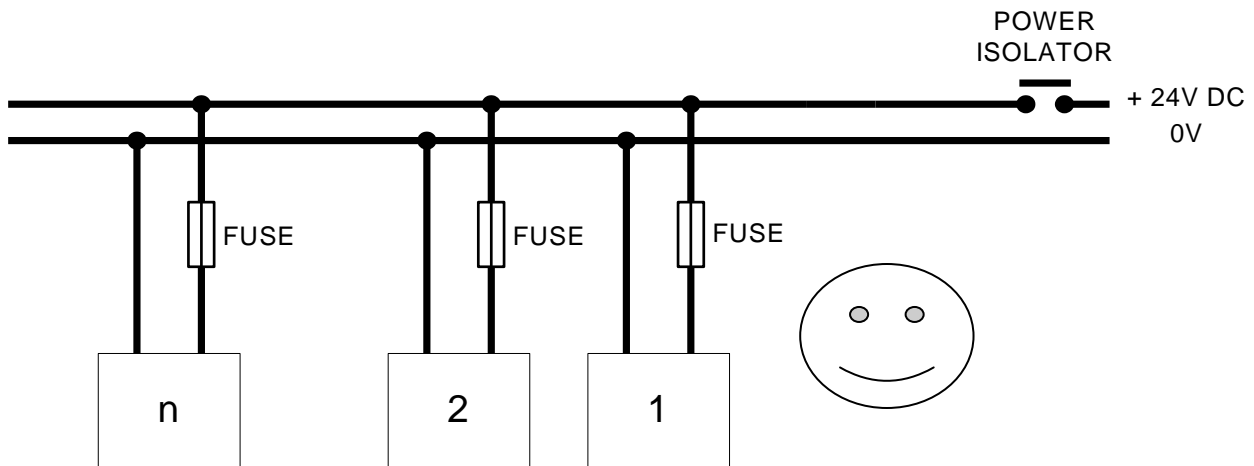 POWER
ISOLATOR
+ 24V DC
0V
FUSE
FUSE
FUSE
n
2
1